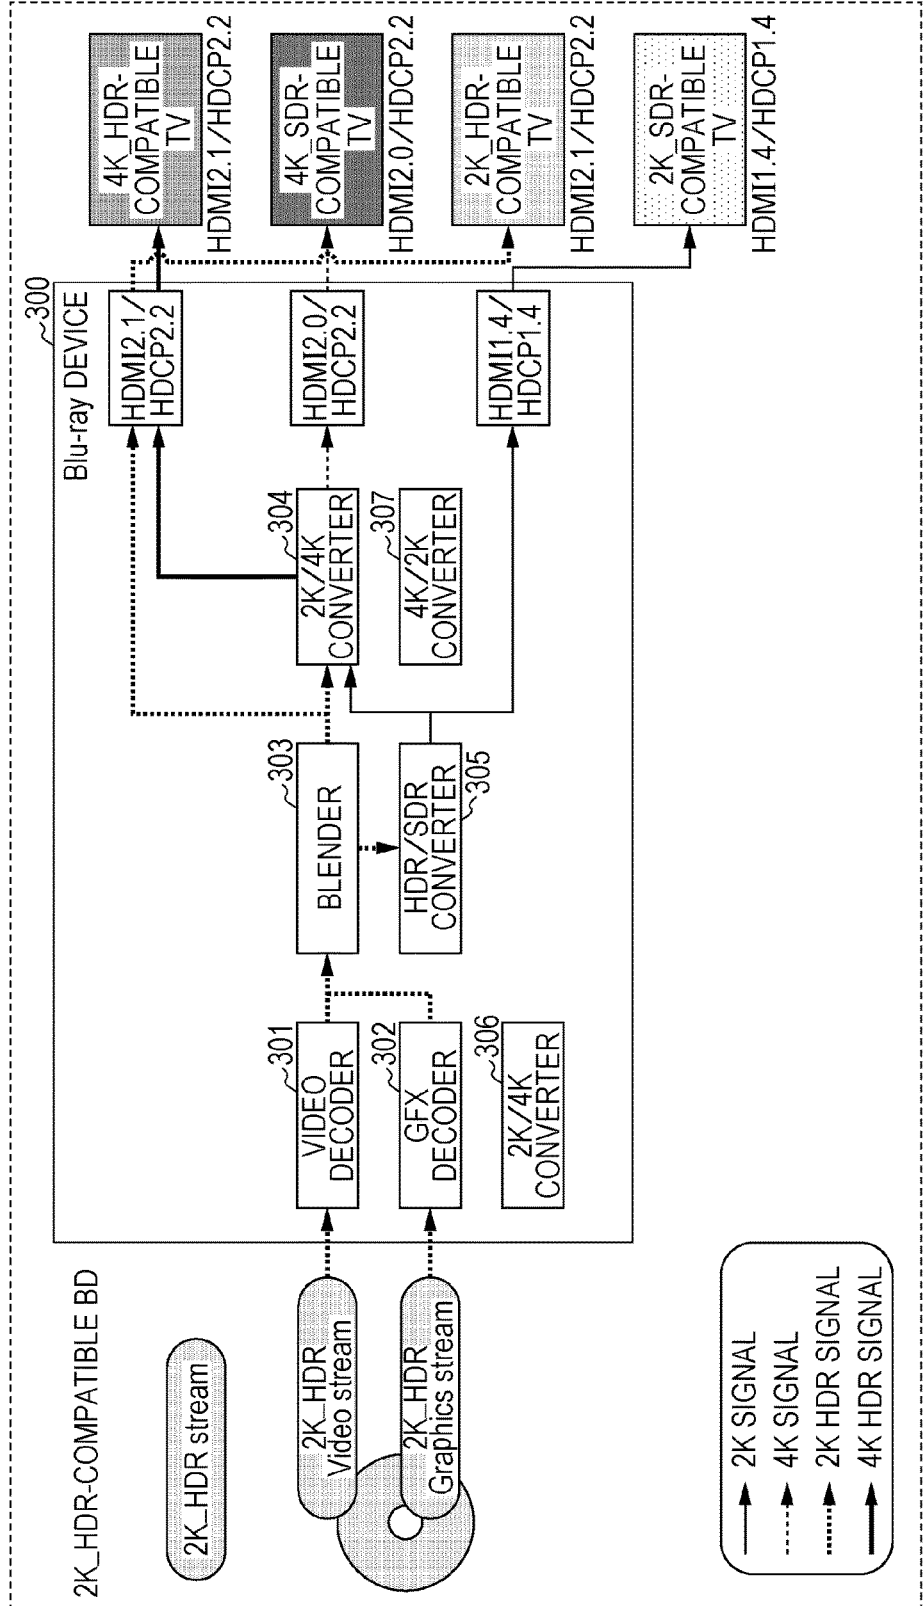 2K_HDR-COMPATIBLE BD
2K_HDR stream
2K_HDR
Video stream
2K_HDR
Graphics stream
2K SIGNAL
4K SIGNAL
2K HDR SIGNAL
4K HDR SIGNAL
300
Blu-ray DEVICE
301
VIDEO
DECODER
302
GFX
DECODER
306
2K/4K
CONVERTER
303
BLENDER
HDR/SDR
CONVERTER
305
304
2K/4K
CONVERTER
307
4K/2K
CONVERTER
HDMI2.1/
HDCP2.2
HDMI2.0/
HDCP2.2
HDMI1.4/
HDCP1.4
4K_HDR-
COMPATIBLE
TV
HDMI2.1/HDCP2.2
4K_SDR-
COMPATIBLE
TV
HDMI2.0/HDCP2.2
2K_HDR-
COMPATIBLE
TV
HDMI2.1/HDCP2.2
2K_SDR-
COMPATIBLE
TV
HDMI1.4/HDCP1.4